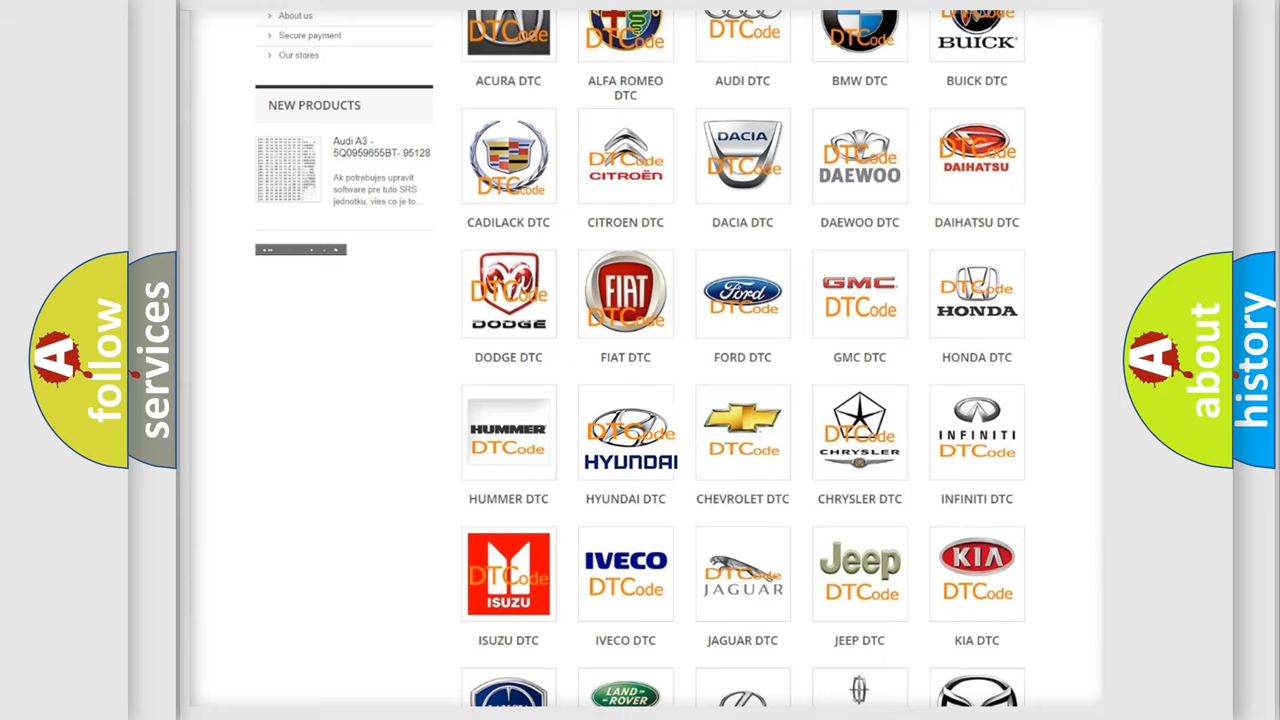 About us
Secure payment
Our stores
NEW PRODUCTS
Audi A3 -
5Q0959655BT- 95128
Ak potrebujes upravit
software pre tuto SRS
jednotku, vies co je to...
DTCode
DTCode
DTCode
DTCode
BUICK
ACURA DTC
ALFA ROMEO
DTC
AUDI DTC
BMW DTC
BUICK DTC
DTCode
DTCode
CITROËN
DACIA
DTCode
DTCode
DAEWOO
DTCode
DAIHATSU
CADILACK DTC
CITROEN DTC
DACIA DTC
DAEWOO DTC
DAIHATSU DTC
DTCode
DODGE
FIAT
DTCode
Ford
DTCode
GMC
DTCode
DTCode
HONDA
DODGE DTC
FIAT DTC
FORD DTC
GMC DTC
HONDA DTC
HUMMER
DTCode
DTCode
HYUNDAI
DTCode
DTCode
CHRYSLER
INFINITI
DTCode
HUMMER DTC
HYUNDAI DTC
CHEVROLET DTC
CHRYSLER DTC
INFINITI DTC
DTCode
ISUZU
IVECO
DTCode
DTCode
JAGUAR
Jeep
DTCode
KIA
DTCode
ISUZU DTC
IVECO DTC
JAGUAR DTC
JEEP DTC
KIA DTC
LAND-
ROVER
A
follow
services
A
about
history